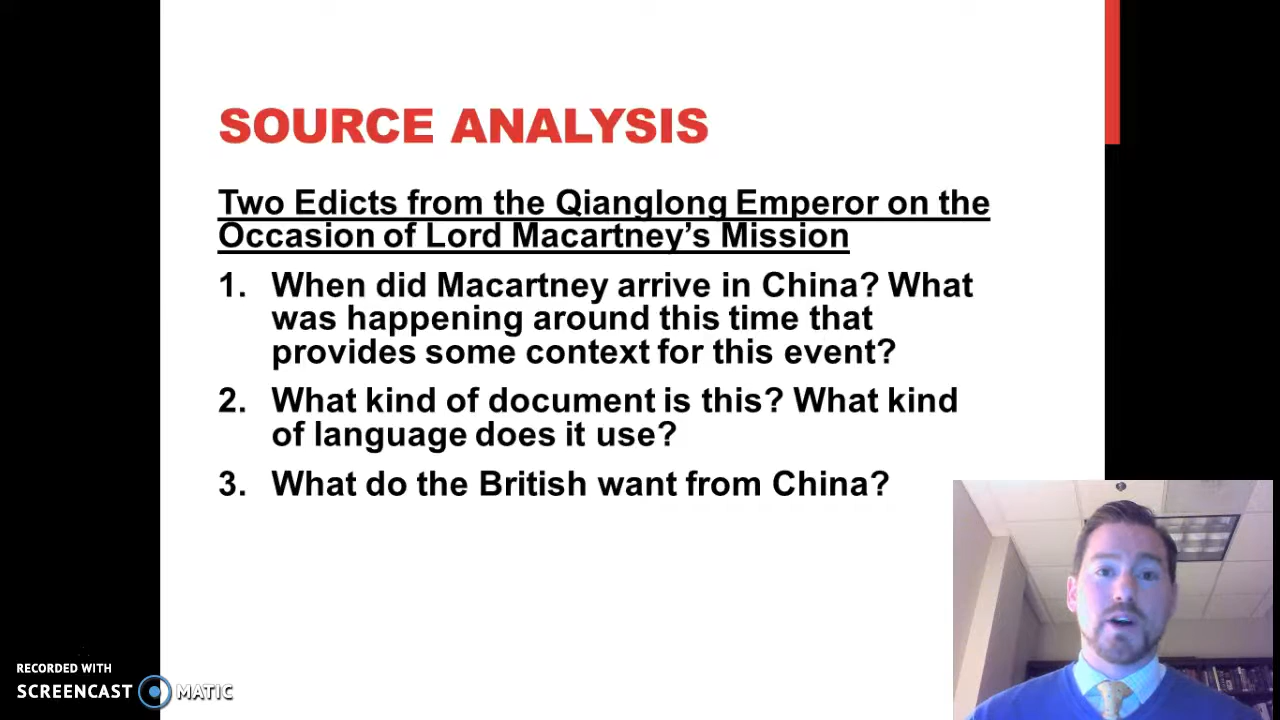 SOURCE ANALYSIS
Two Edicts from the Qianglong Emperor on the
Occasion of Lord Macartney's Mission
1. When did Macartney arrive in China? What
was happening around this time that
provides some context for this event?
2. What kind of document is this? What kind
of language does it use?
3. What do the British want from China?
RECORDED WITH
SCREENCAST MATIC